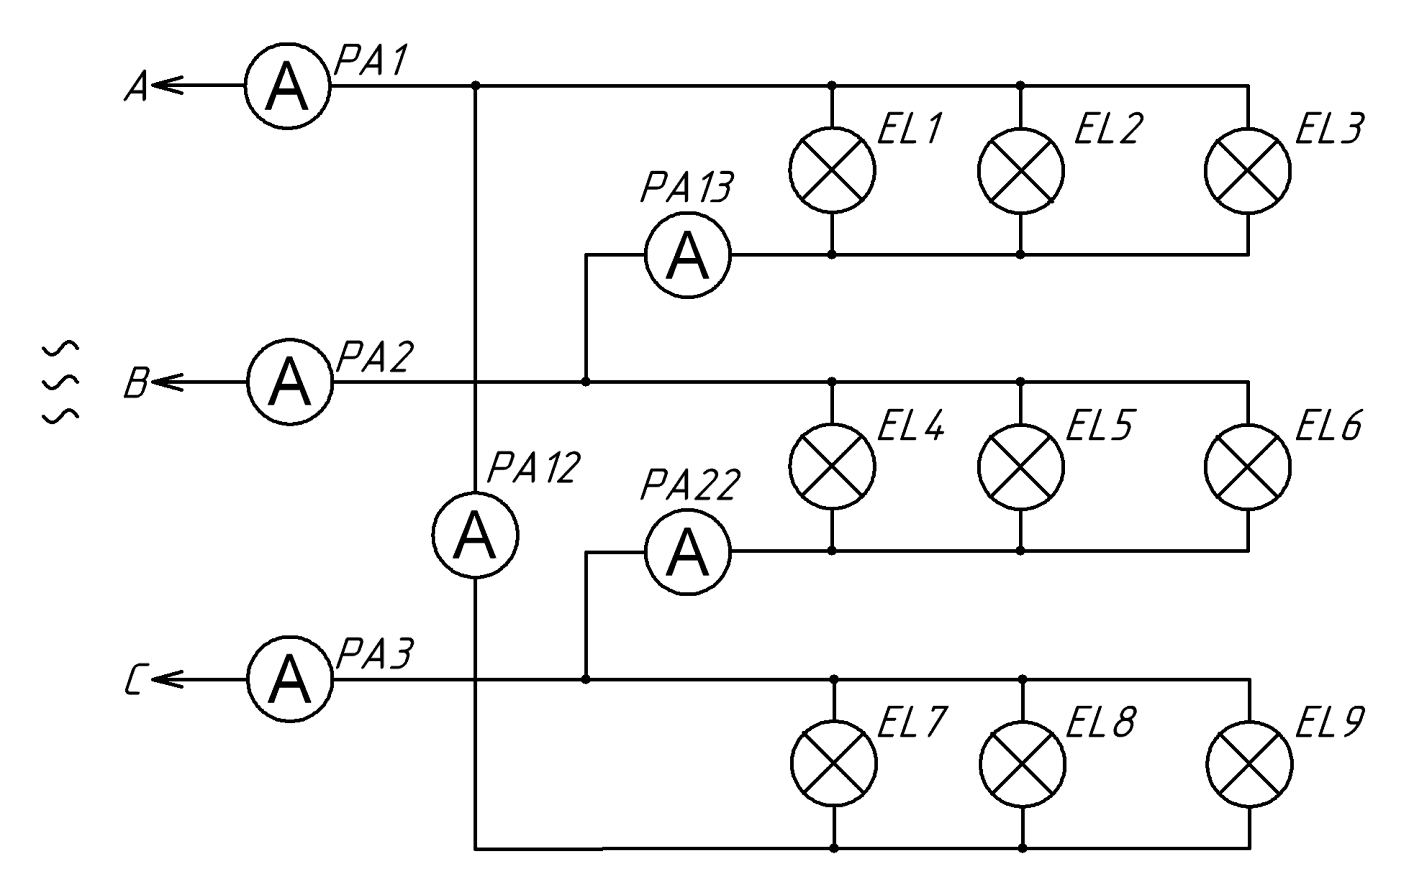 PA1
A A
EL1 EL2 EL3
PA13
A
PA2
B A
EL4 EL5 EL6
PA12
PA22
A
A
PA3
C A
EL7 EL8 EL9